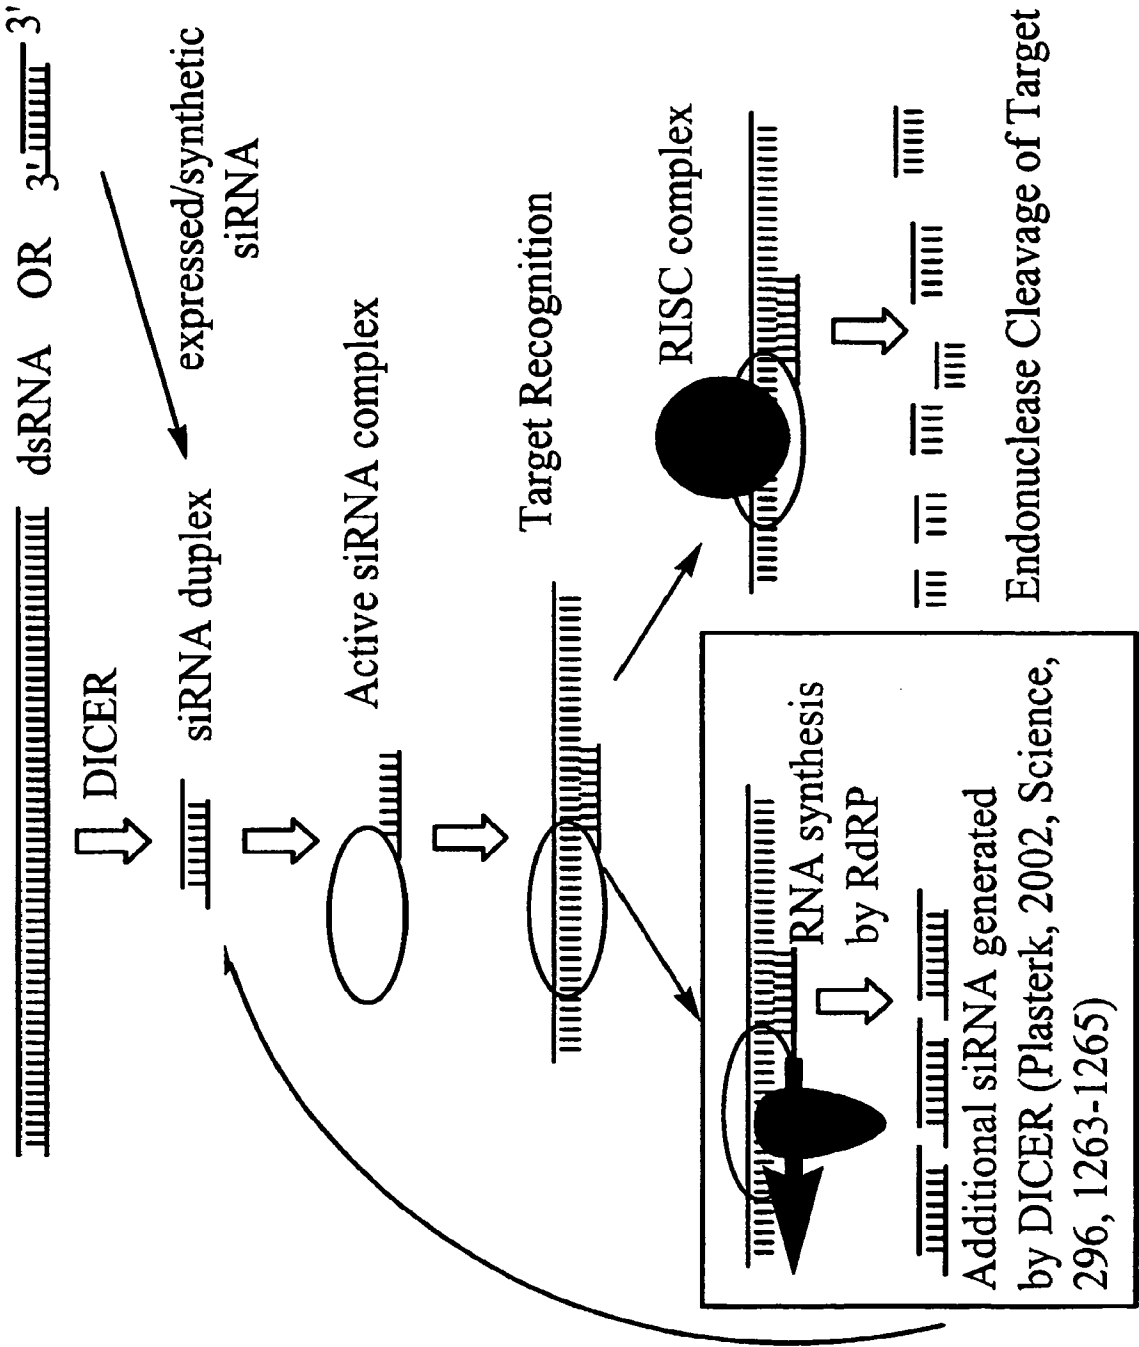 dsRNA OR
3' 3'
DICER
siRNA duplex
expressed/synthetic
siRNA
Active siRNA complex
Target Recognition
RISC complex
RNA synthesis
by RdRP
Additional siRNA generated
by DICER (Plasterk, 2002, Science,
296, 1263-1265)
Endonuclease Cleavage of Target